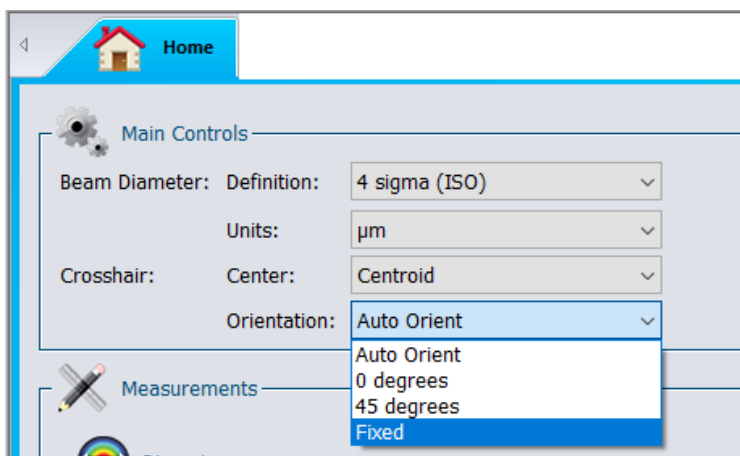 Home
Main Controls
Beam Diameter: Definition: 4 sigma (ISO)
Units: µm
Crosshair: Center: Centroid
Orientation: Auto Orient
Auto Orient
0 degrees
45 degrees
Fixed
Measurements